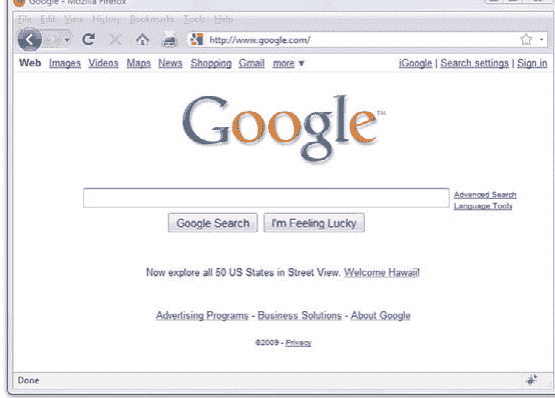 Google - Mozilla Firefox
File Edit View History Bookmarks Tools Help
http://www.google.com/
Web Images Videos Maps News Shopping Gmail more ▼ iGoogle | Search settings | Sign in
Google™
Advanced Search
Language Tools
Google Search I'm Feeling Lucky
Now explore all 50 US States in Street View. Welcome Hawaii!
Advertising Programs - Business Solutions - About Google
©2009 - Privacy
Done